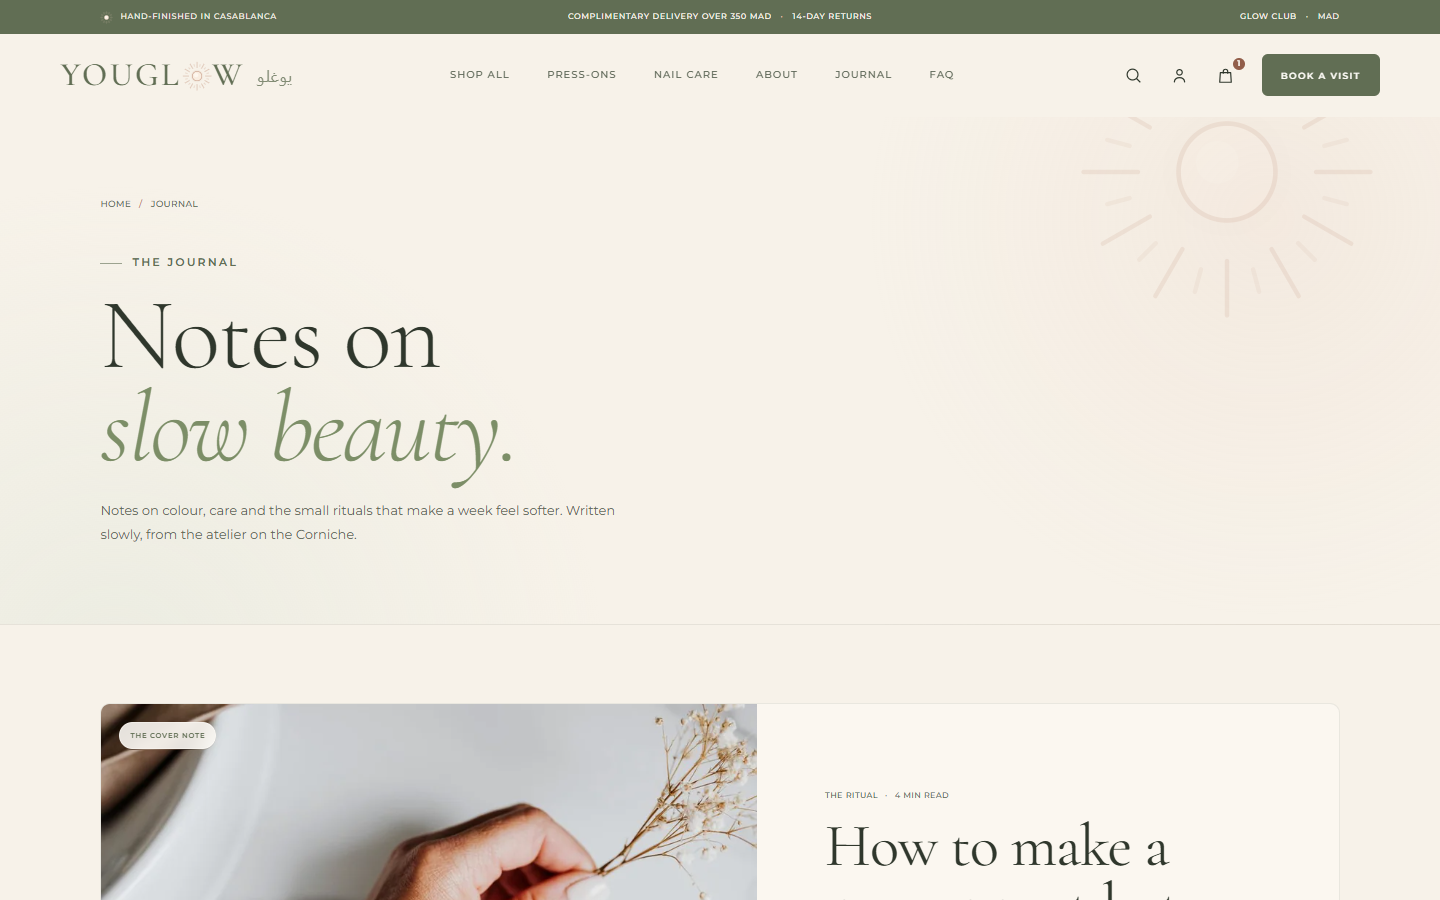 HAND-FINISHED IN CASABLANCA
COMPLIMENTARY DELIVERY OVER 350 MAD · 14-DAY RETURNS
GLOW CLUB · MAD
YOUGLOW يوغلو
SHOP ALL
PRESS-ONS
NAIL CARE
ABOUT
JOURNAL
FAQ
1
BOOK A VISIT
HOME / JOURNAL
THE JOURNAL
Notes on
slow beauty.
Notes on colour, care and the small rituals that make a week feel softer. Written
slowly, from the atelier on the Corniche.
THE COVER NOTE
THE RITUAL · 4 MIN READ
How to make a